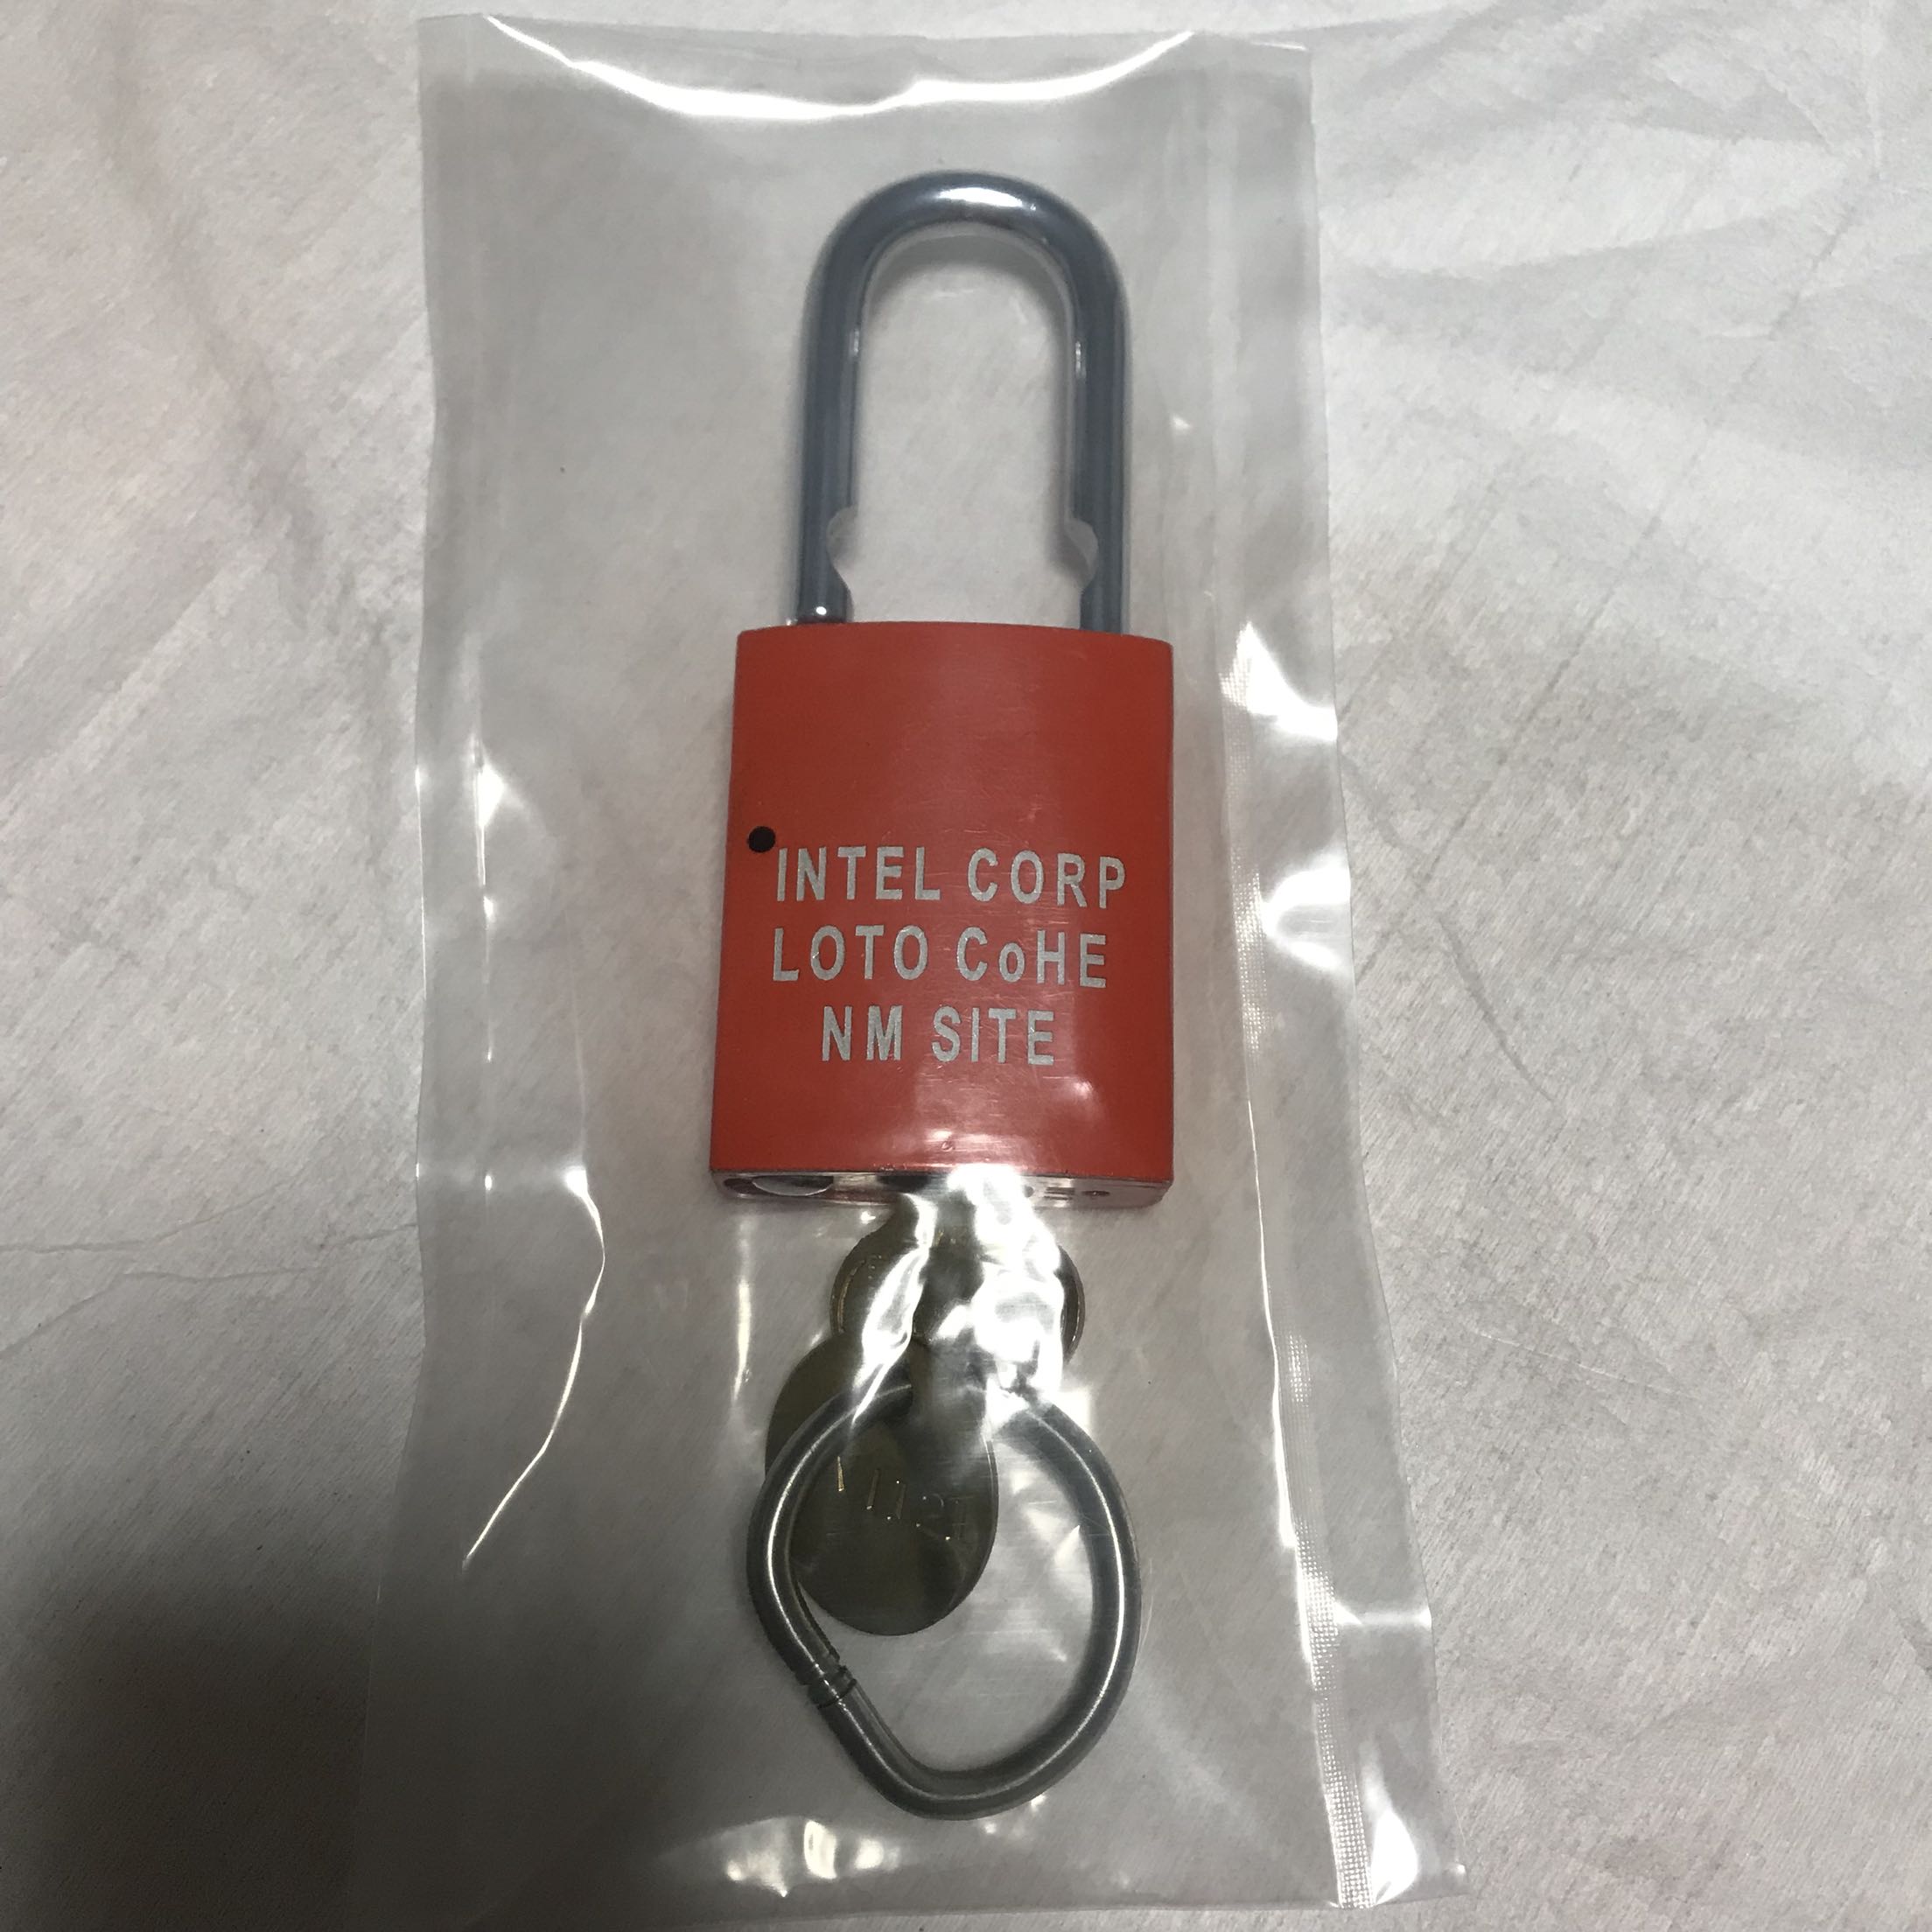 INTEL CORP
LOTO CoHE
NM SITE